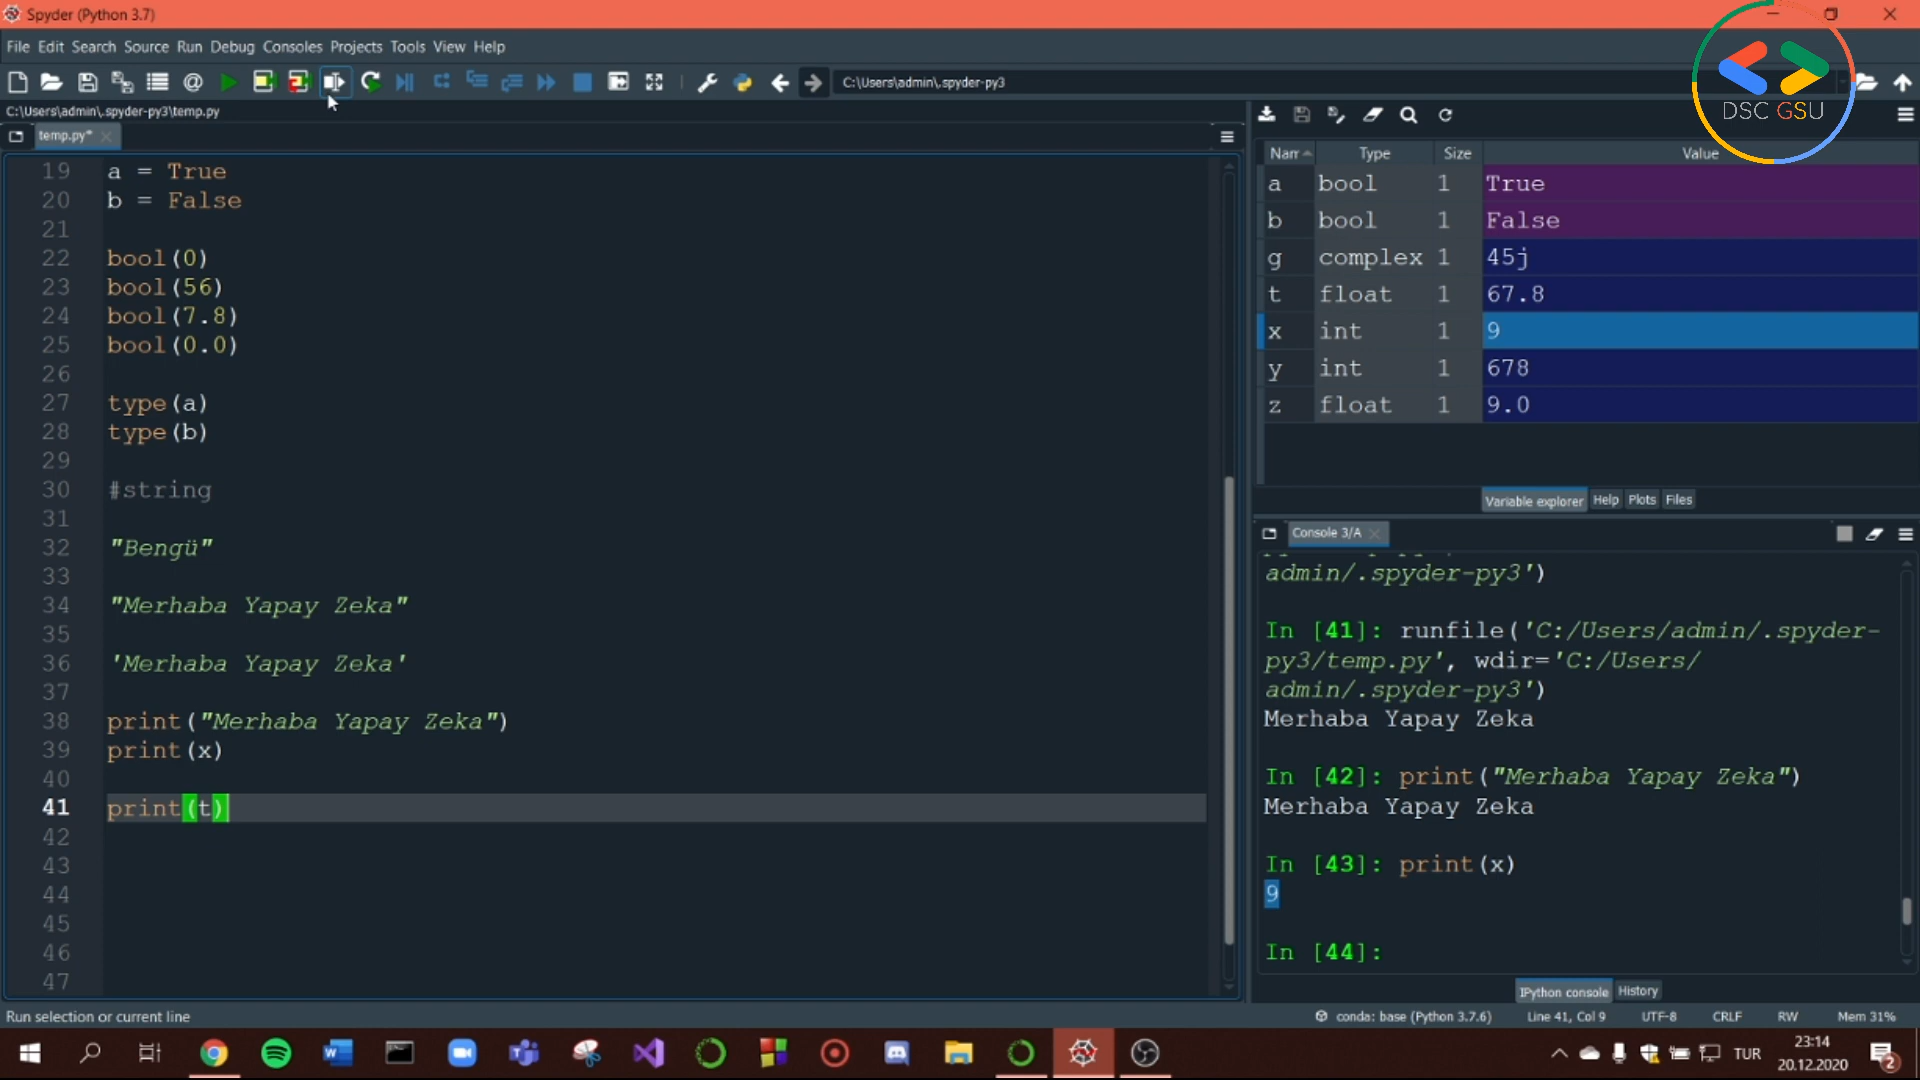 Spyder (Python 3.7)
File Edit Search Source Run Debug Consoles Projects Tools View Help
C:\Users\admin\.spyder-py3
DSC GSU
C:\Users\admin\.spyder-py3\temp.py
temp.py*
19 a = True
20 b = False
21
22 bool(0)
23 bool(56)
24 bool(7.8)
25 bool(0.0)
26
27 type(a)
28 type(b)
29
30 #string
31
32 "Bengü"
33
34 "Merhaba Yapay Zeka"
35
36 'Merhaba Yapay Zeka'
37
38 print("Merhaba Yapay Zeka")
39 print(x)
40
41 print(t)
42
43
44
45
46
47
Nam Type Size Value
a bool 1 True
b bool 1 False
g complex 1 45j
t float 1 67.8
x int 1 9
y int 1 678
z float 1 9.0
Variable explorer Help Plots Files
Console 3/A
admin/.spyder-py3')
In [41]: runfile('C:/Users/admin/.spyder-
py3/temp.py', wdir='C:/Users/
admin/.spyder-py3')
Merhaba Yapay Zeka
In [42]: print("Merhaba Yapay Zeka")
Merhaba Yapay Zeka
In [43]: print(x)
9
In [44]:
IPython console History
Run selection or current line
conda: base (Python 3.7.6) Line 41, Col 9 UTF-8 CRLF RW Mem 31%
TUR
23:14
20.12.2020
2